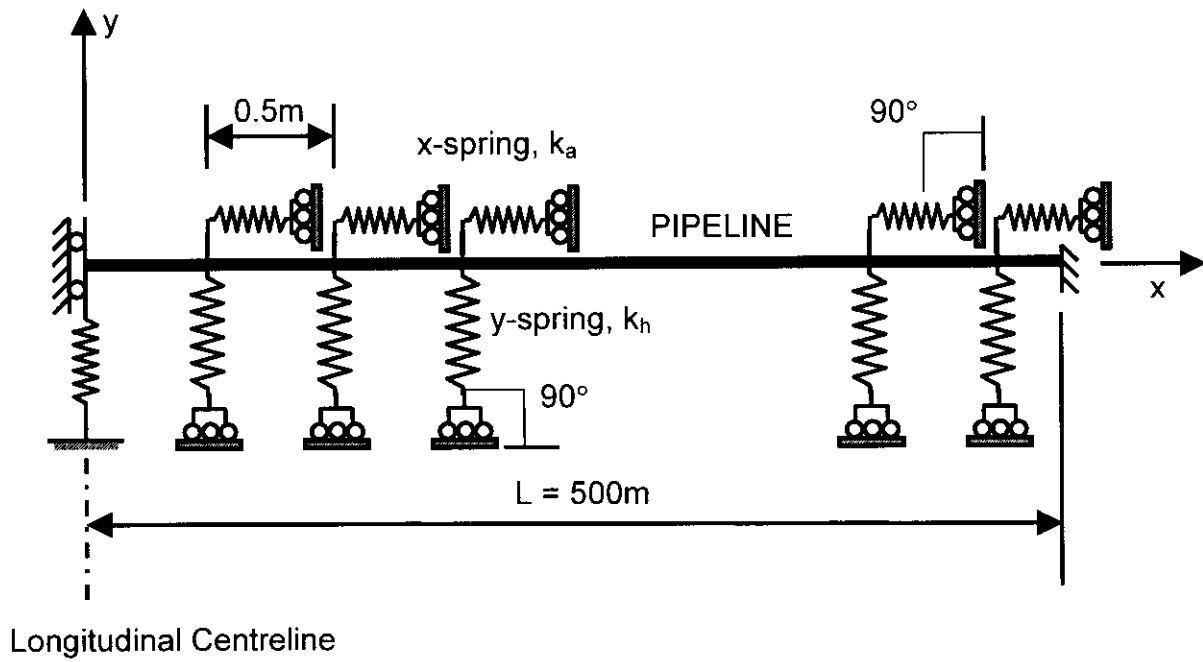 y
0.5m
90°
x-spring, kₐ
PIPELINE
x
y-spring, kₕ
90°
L = 500m
Longitudinal Centreline